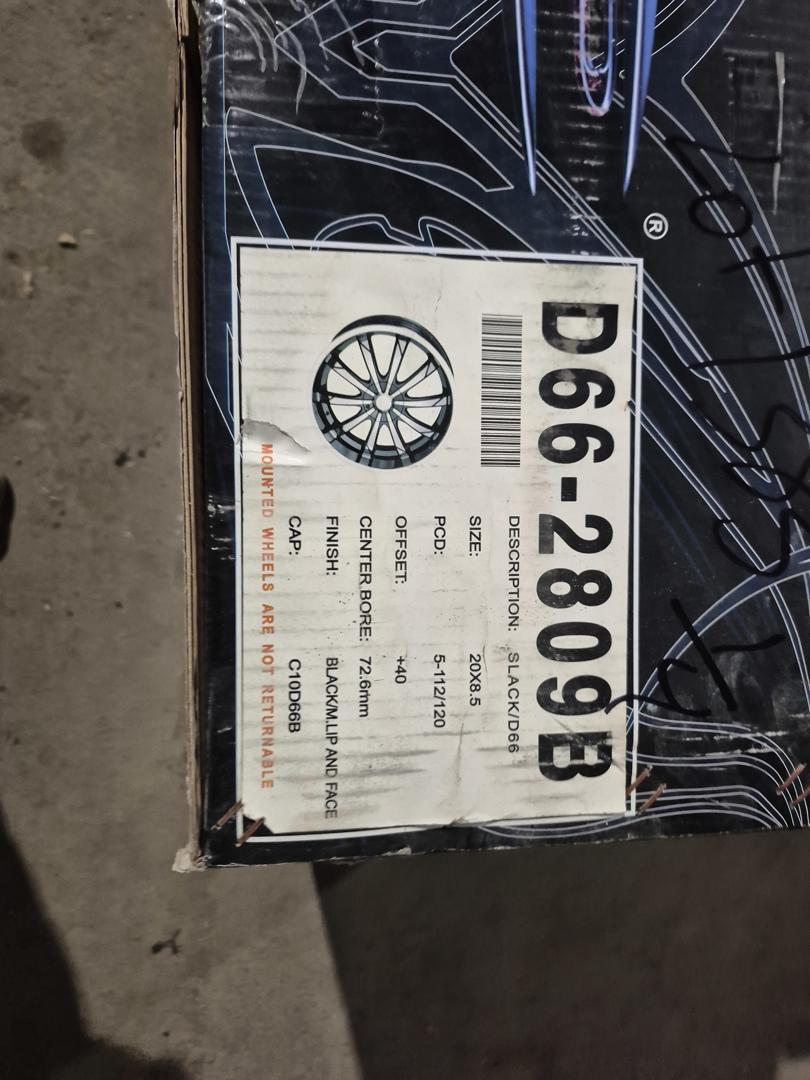 ®
D66-2809B
DESCRIPTION: SLACK/D66
SIZE: 20X8.5
PCD: 5-112/120
OFFSET: +40
CENTER BORE: 72.6mm
FINISH: BLACK/M.LIP AND FACE
CAP: C10D66B
MOUNTED WHEELS ARE NOT RETURNABLE